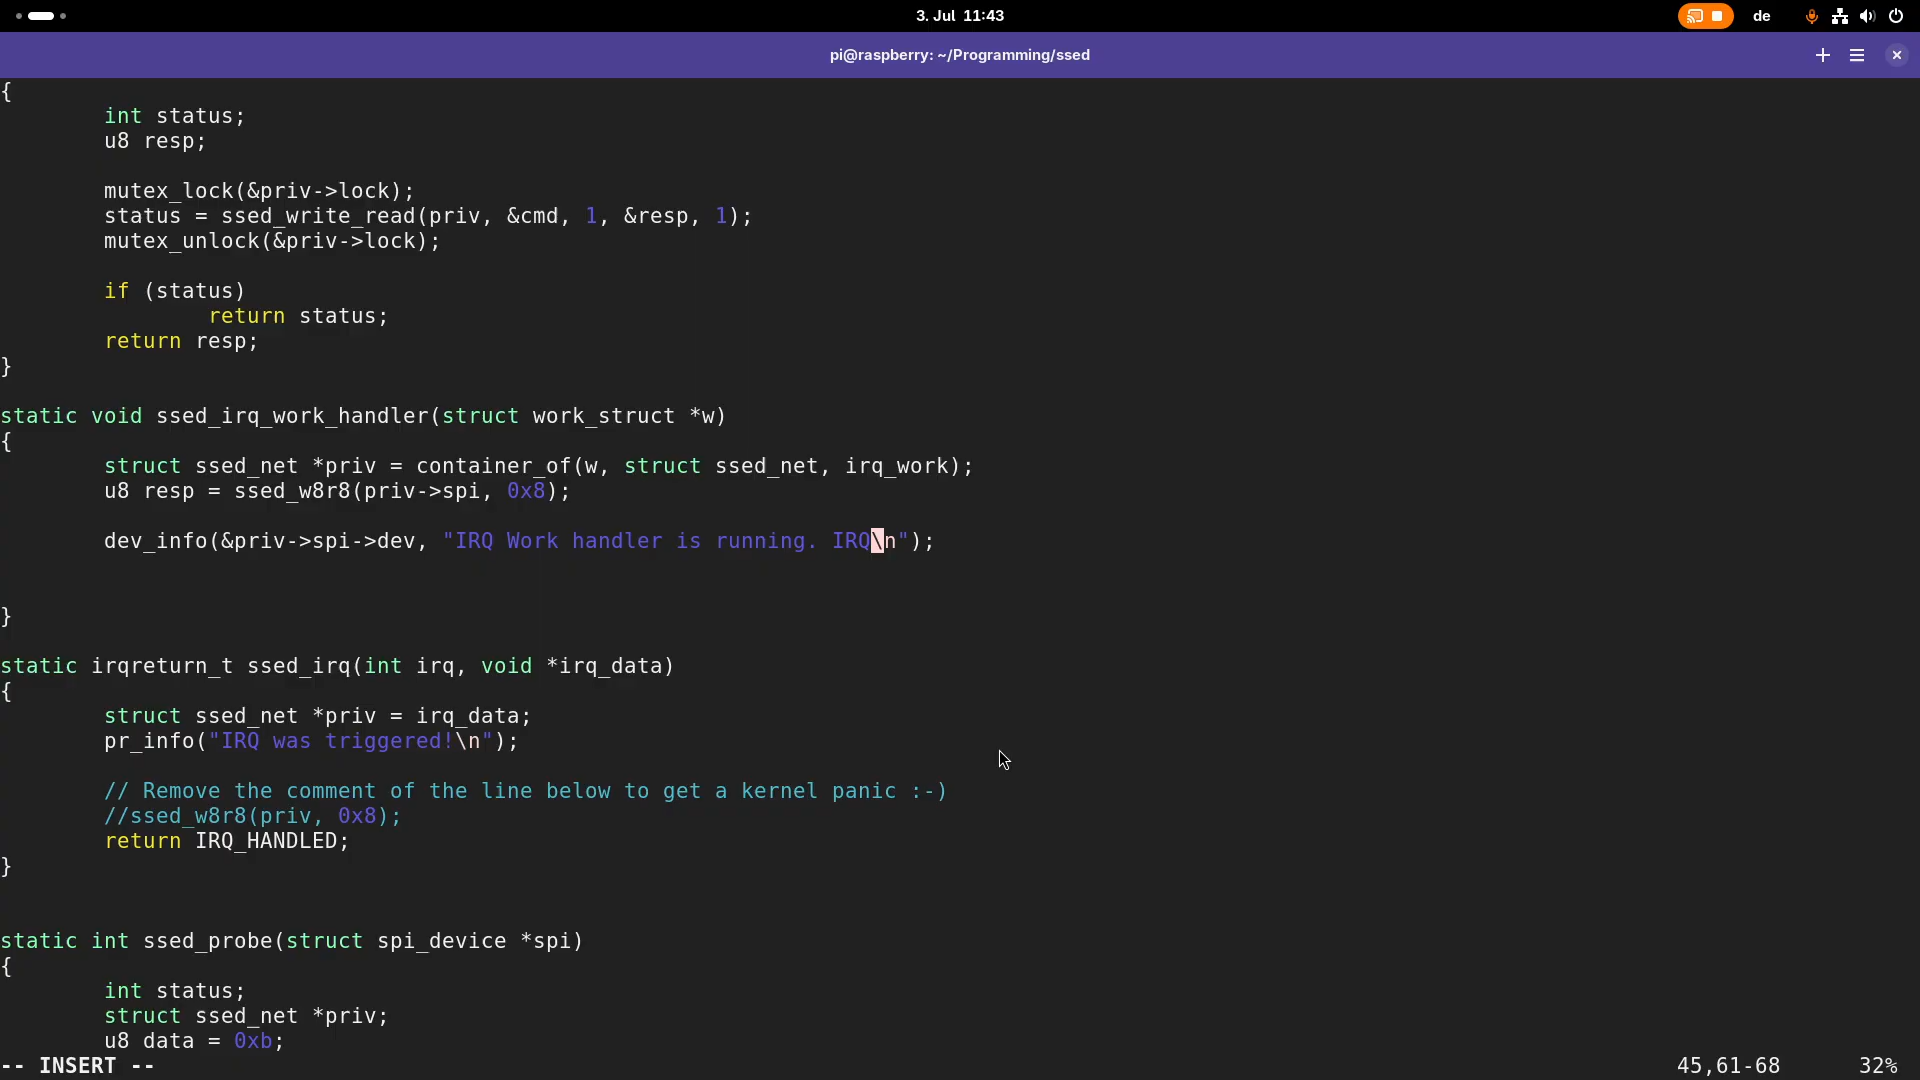 3. Jul 11:43
de
pi@raspberry: ~/Programming/ssed
{
        int status;
        u8 resp;

        mutex_lock(&priv->lock);
        status = ssed_write_read(priv, &cmd, 1, &resp, 1);
        mutex_unlock(&priv->lock);

        if (status)
                return status;
        return resp;
}

static void ssed_irq_work_handler(struct work_struct *w)
{
        struct ssed_net *priv = container_of(w, struct ssed_net, irq_work);
        u8 resp = ssed_w8r8(priv->spi, 0x8);

        dev_info(&priv->spi->dev, "IRQ Work handler is running. IRQ\n");

}

static irqreturn_t ssed_irq(int irq, void *irq_data)
{
        struct ssed_net *priv = irq_data;
        pr_info("IRQ was triggered!\n");

        // Remove the comment of the line below to get a kernel panic :-)
        //ssed_w8r8(priv, 0x8);
        return IRQ_HANDLED;
}

static int ssed_probe(struct spi_device *spi)
{
        int status;
        struct ssed_net *priv;
        u8 data = 0xb;
-- INSERT -- 45,61-68 32%